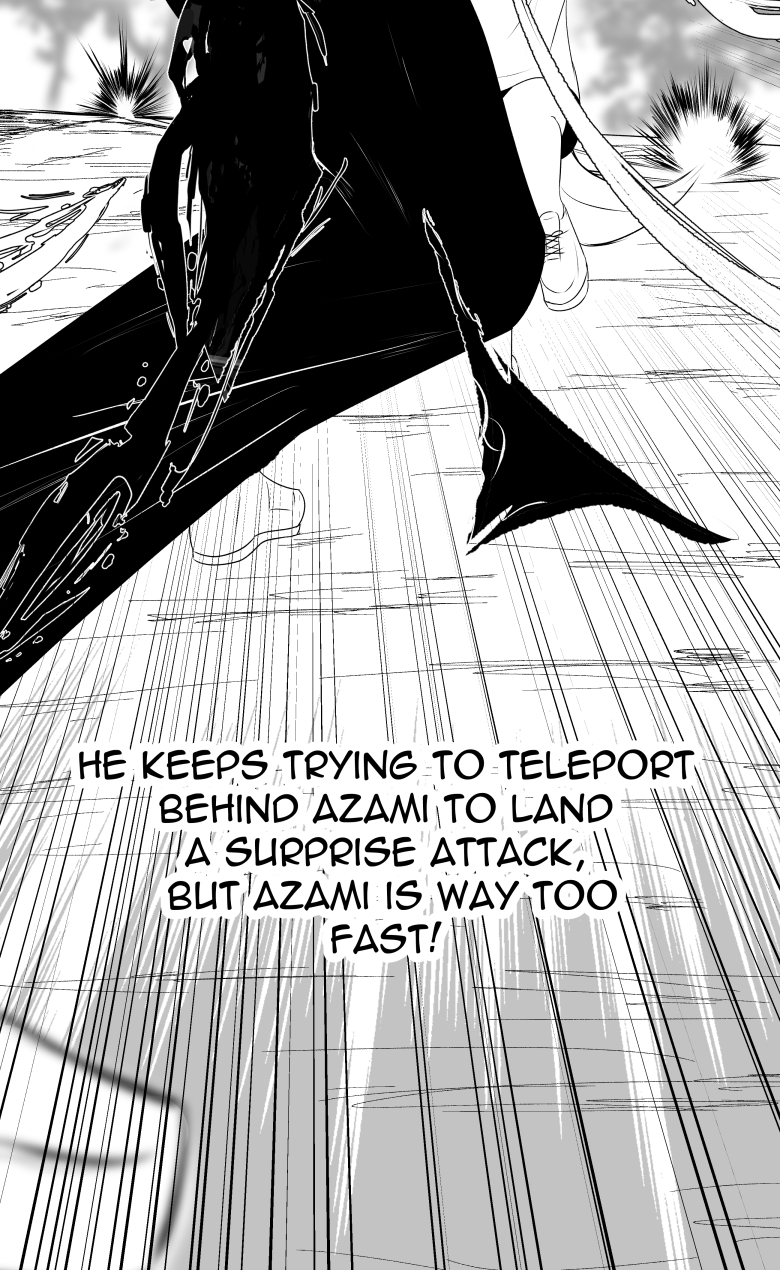 HE KEEPS TRYING TO TELEPORT
BEHIND AZAMI TO LAND
A SURPRISE ATTACK,
BUT AZAMI IS WAY TOO
FAST!